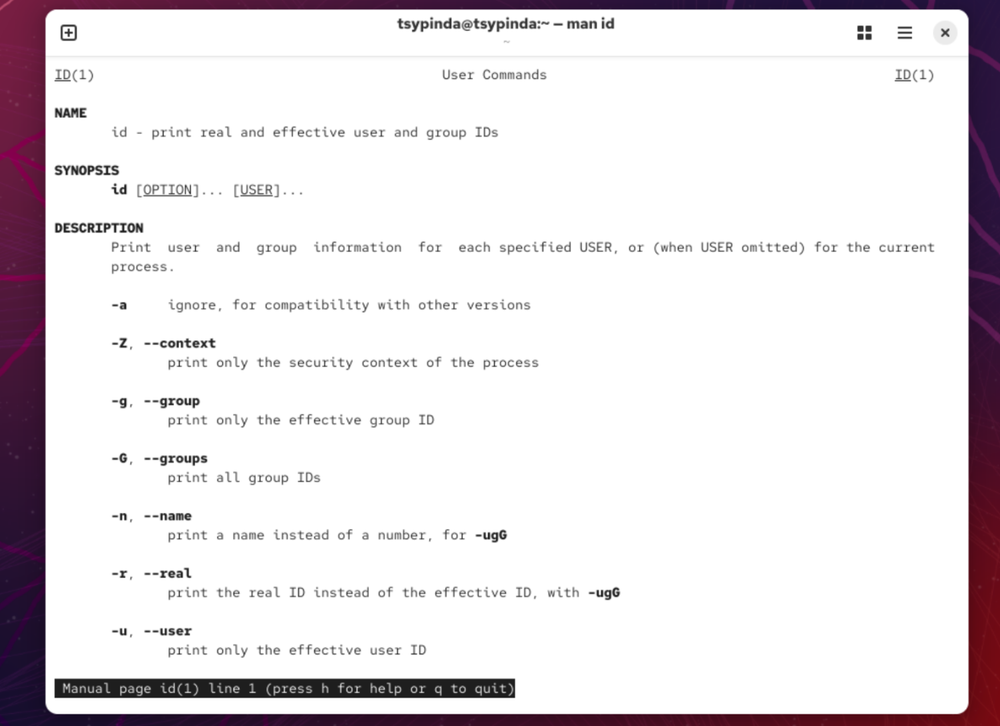 tsypinda@tsypinda:~ — man id
~
ID(1) User Commands ID(1)
NAME
id - print real and effective user and group IDs
SYNOPSIS
id [OPTION]... [USER]...
DESCRIPTION
Print user and group information for each specified USER, or (when USER omitted) for the current
process.
-a ignore, for compatibility with other versions
-Z, --context
print only the security context of the process
-g, --group
print only the effective group ID
-G, --groups
print all group IDs
-n, --name
print a name instead of a number, for -ugG
-r, --real
print the real ID instead of the effective ID, with -ugG
-u, --user
print only the effective user ID
Manual page id(1) line 1 (press h for help or q to quit)